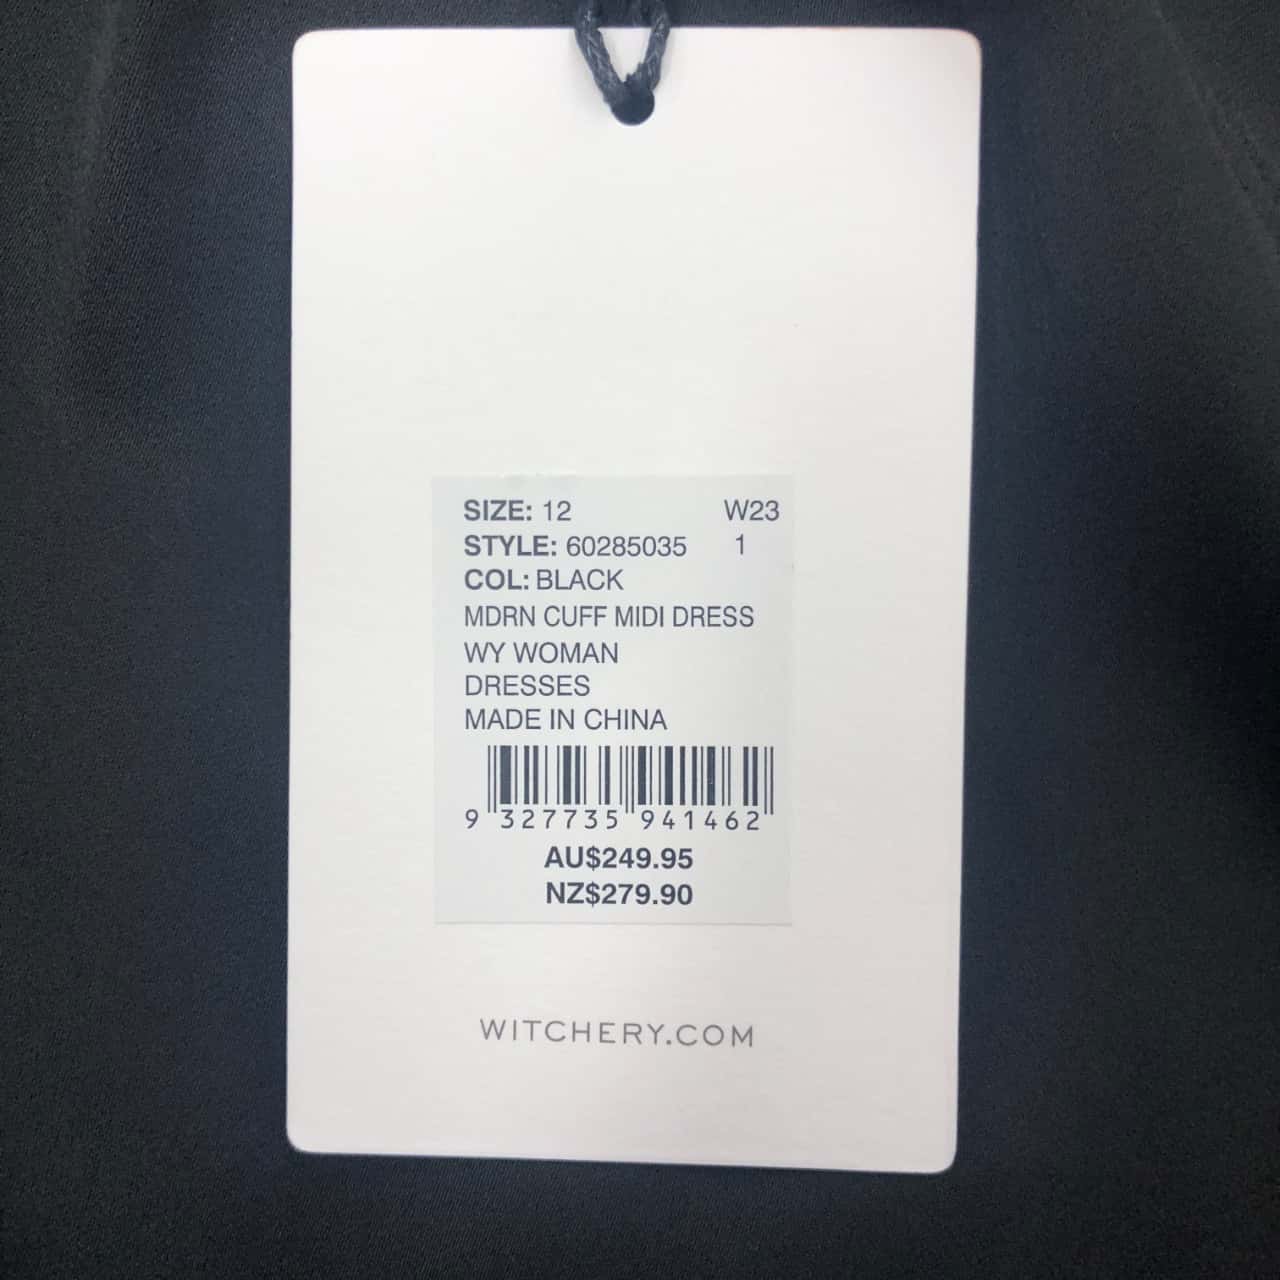 SIZE: 12 W23
STYLE: 60285035 1
COL: BLACK
MDRN CUFF MIDI DRESS
WY WOMAN
DRESSES
MADE IN CHINA
9 327735 941462
AU$249.95
NZ$279.90
WITCHERY.COM